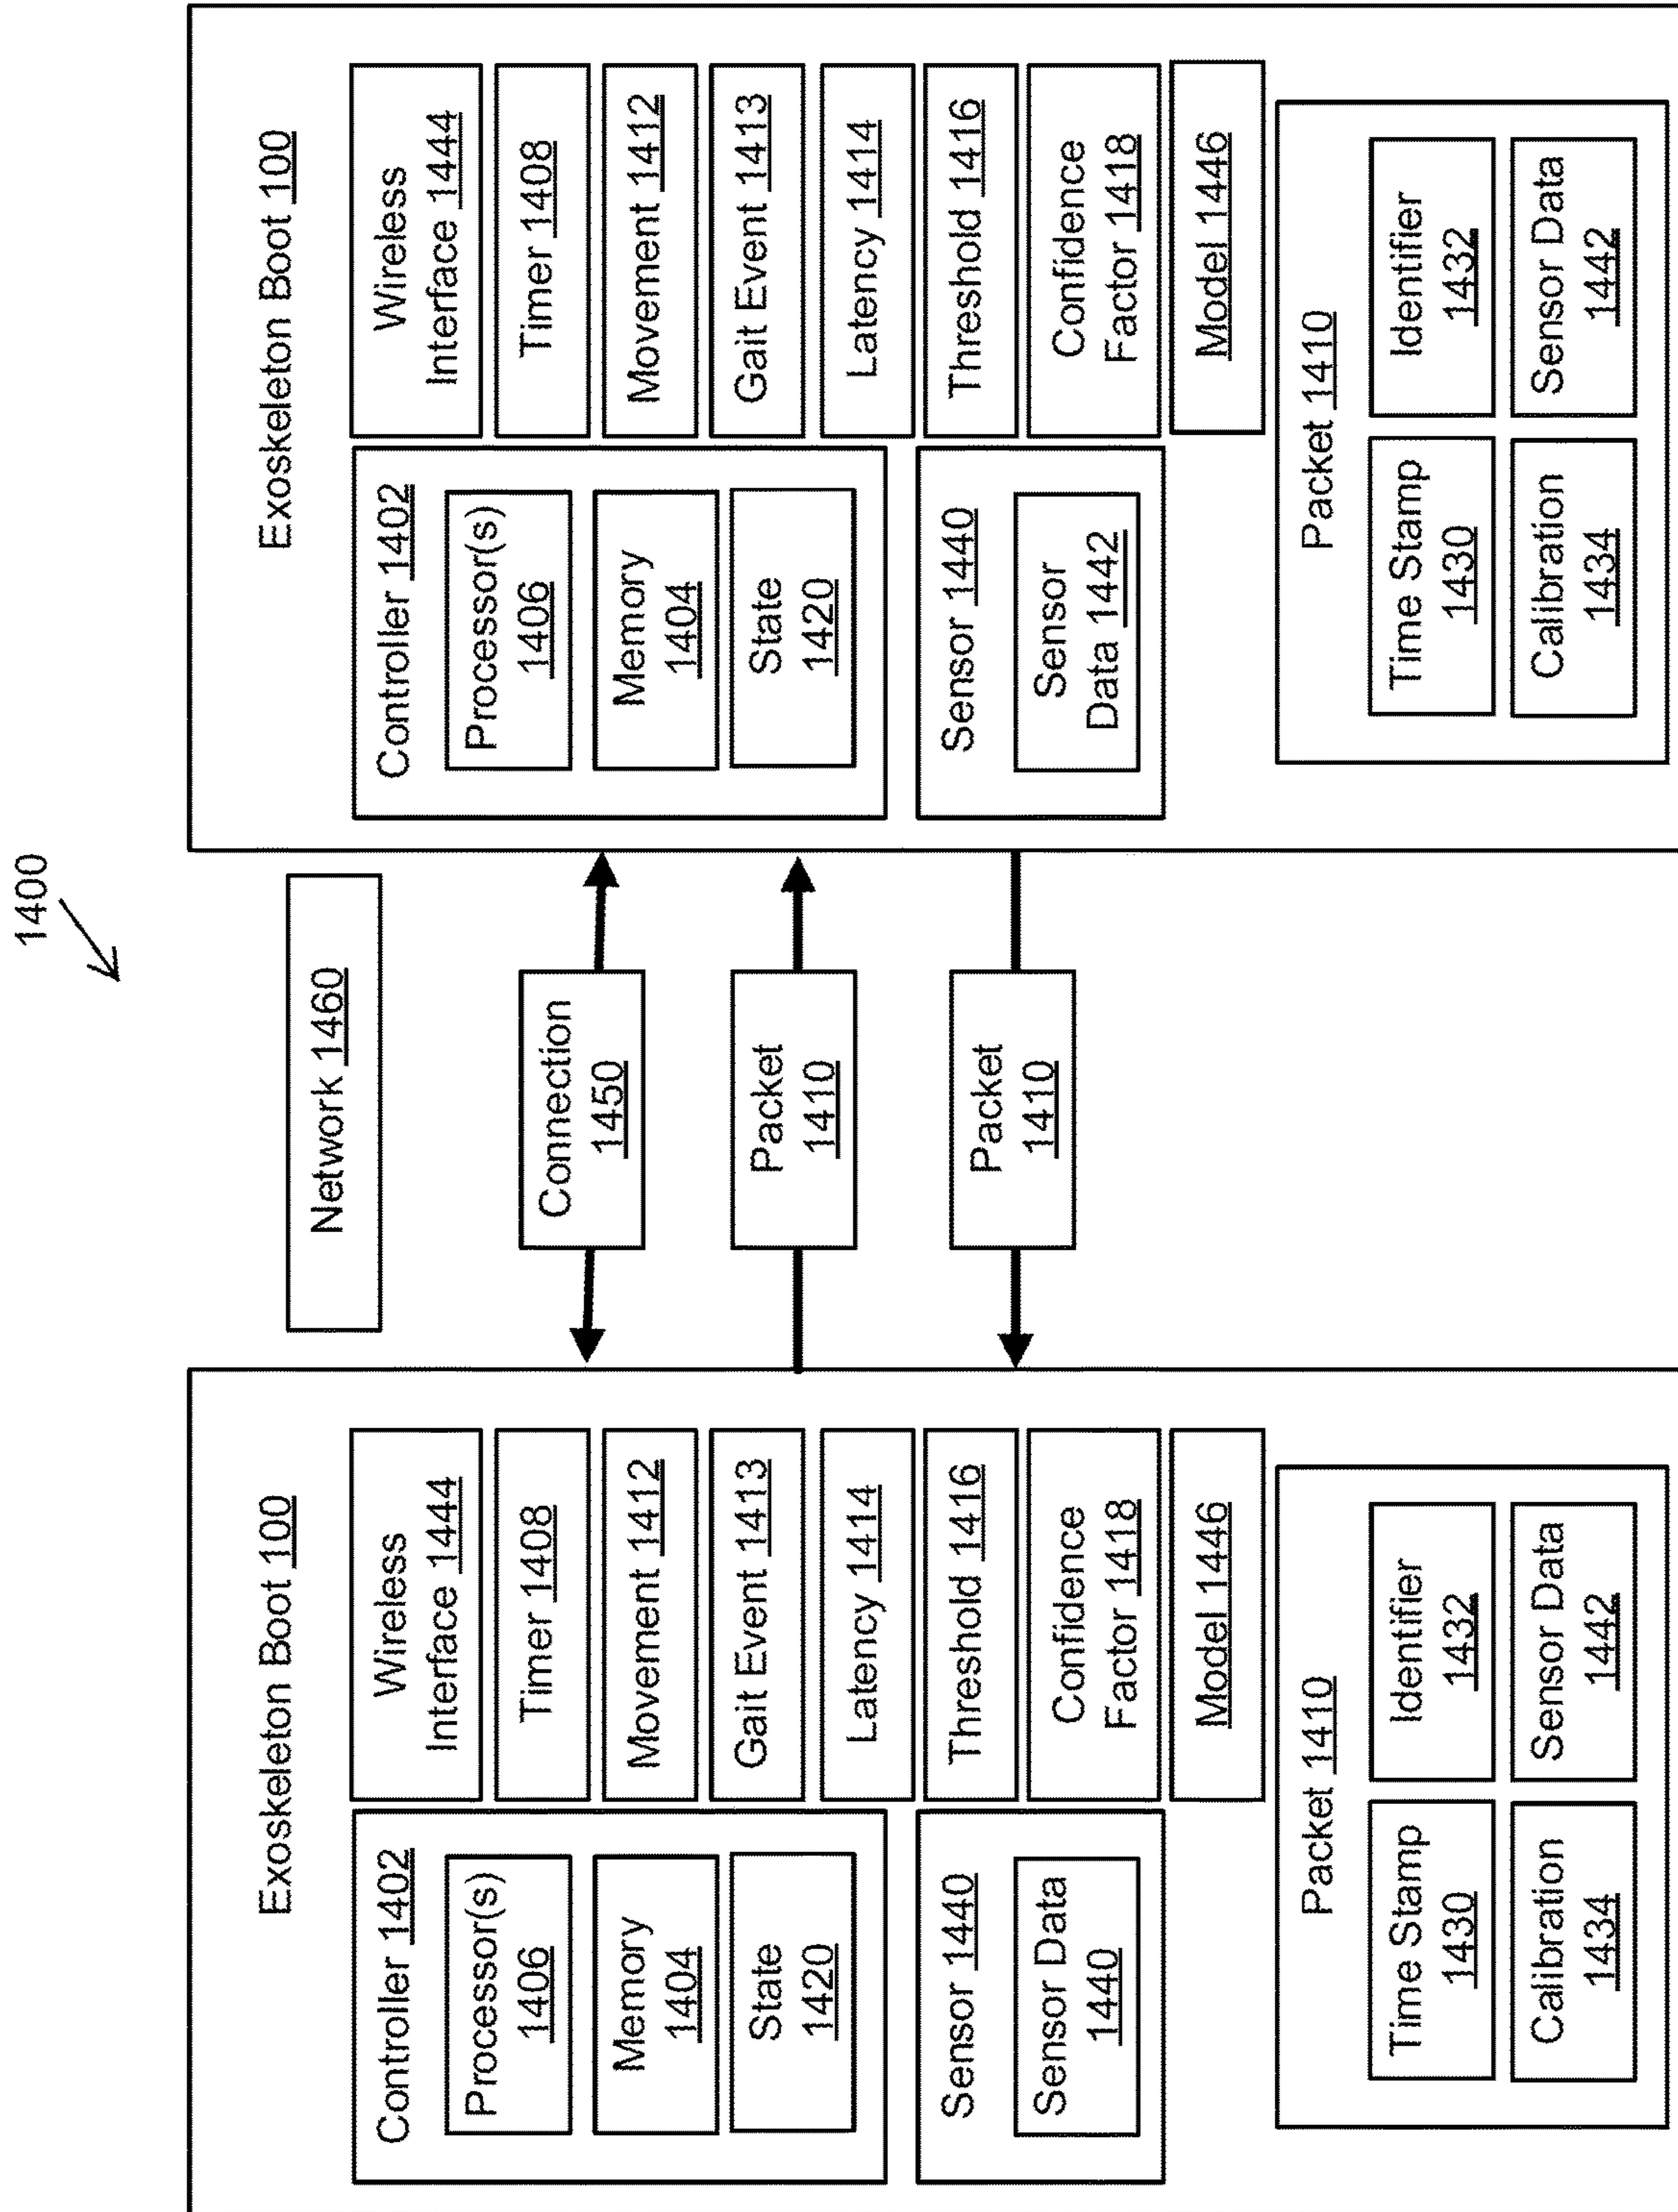 1400
Exoskeleton Boot 100
Controller 1402
Processor(s)
1406
Memory
1404
State
1420
Sensor 1440
Sensor Data
1440
Wireless
Interface 1444
Timer 1408
Movement 1412
Gait Event 1413
Latency 1414
Threshold 1416
Confidence
Factor 1418
Model 1446
Packet 1410
Time Stamp
1430
Identifier
1432
Calibration
1434
Sensor Data
1442
Network 1460
Connection
1450
Packet
1410
Packet
1410
Exoskeleton Boot 100
Controller 1402
Processor(s)
1406
Memory
1404
State
1420
Sensor 1440
Sensor
Data 1442
Wireless
Interface 1444
Timer 1408
Movement 1412
Gait Event 1413
Latency 1414
Threshold 1416
Confidence
Factor 1418
Model 1446
Packet 1410
Time Stamp
1430
Identifier
1432
Calibration
1434
Sensor Data
1442